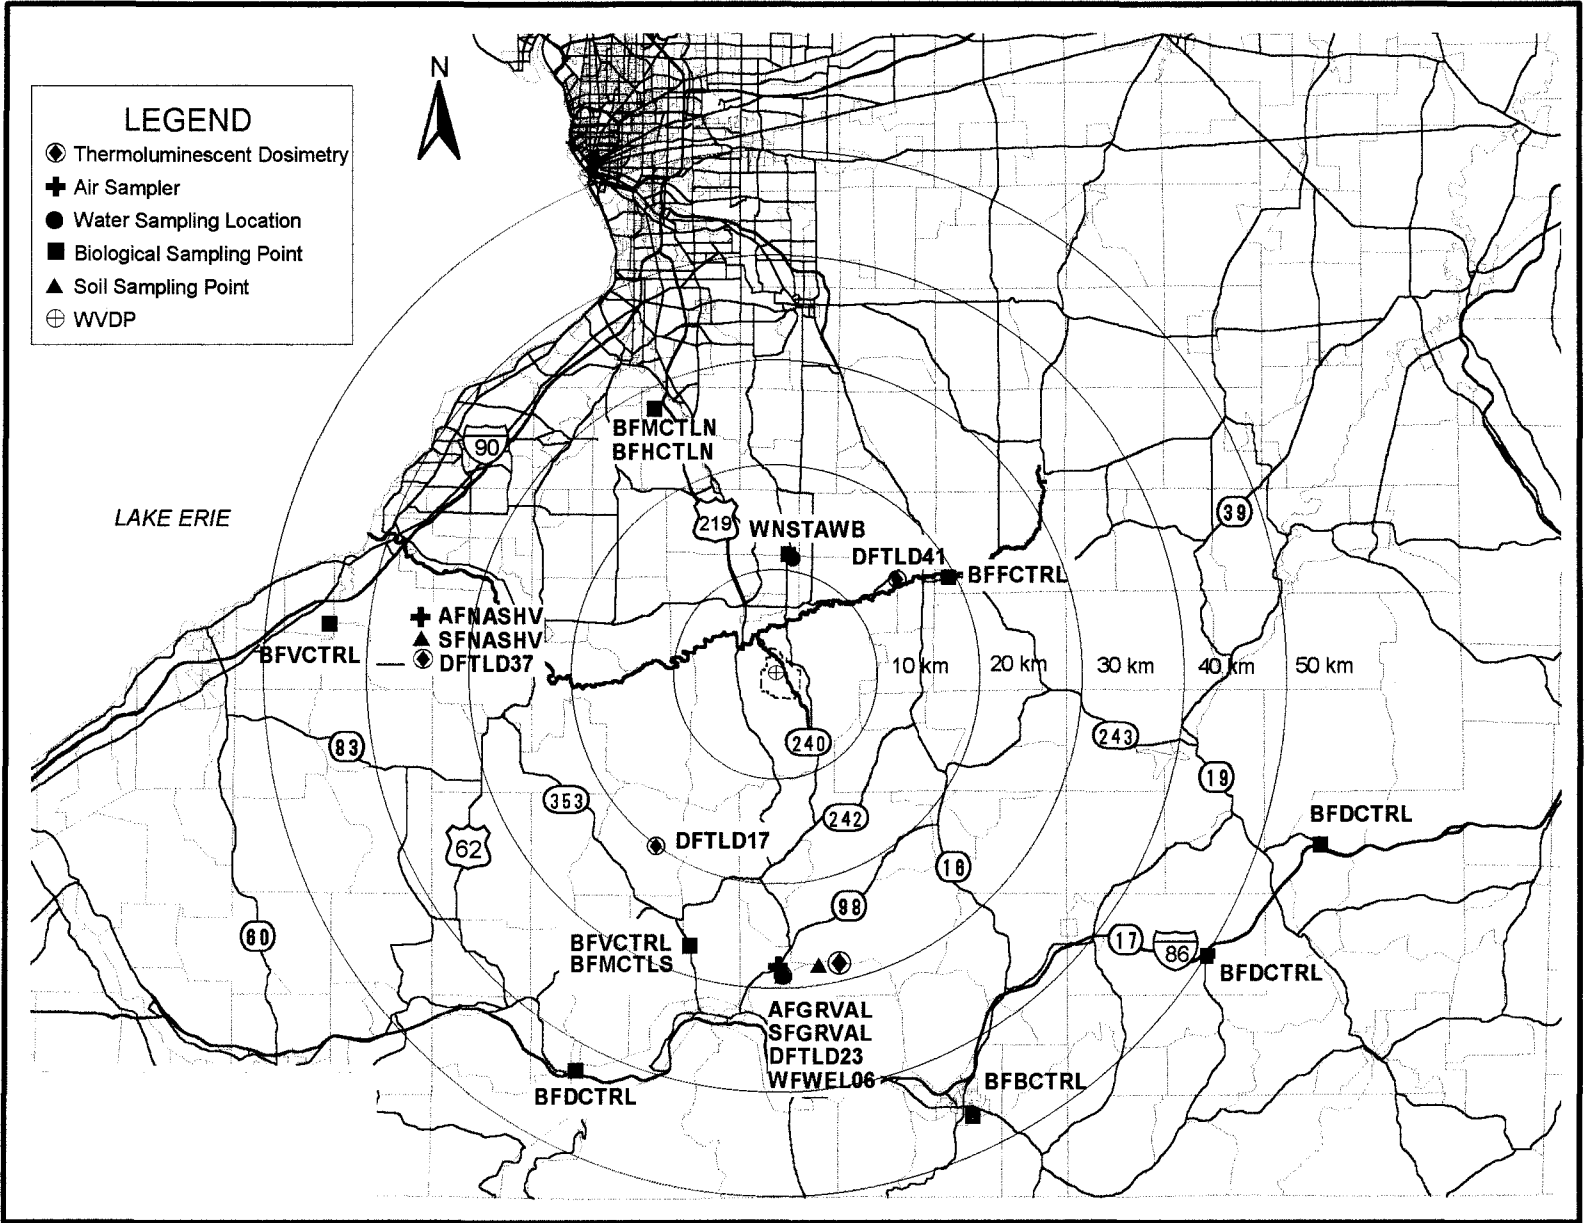 N
LEGEND
Thermoluminescent Dosimetry
Air Sampler
Water Sampling Location
Biological Sampling Point
Soil Sampling Point
WVDP
BFMCTLN
BFHCTLN
90
LAKE ERIE
219
WNSTAWB
39
DFTLD41
BFFCTRL
AFNASHV
SFNASHV
BFVCTRL
DFTLD37
10 km
20 km
30 km
40 km
50 km
83
240
243
19
353
242
BFDCTRL
62
DFTLD17
16
98
60
BFVCTRL
BFMCTLS
17
86
BFDCTRL
AFGRVAL
SFGRVAL
DFTLD23
WFWEL06
BFDCTRL
BFBCTRL